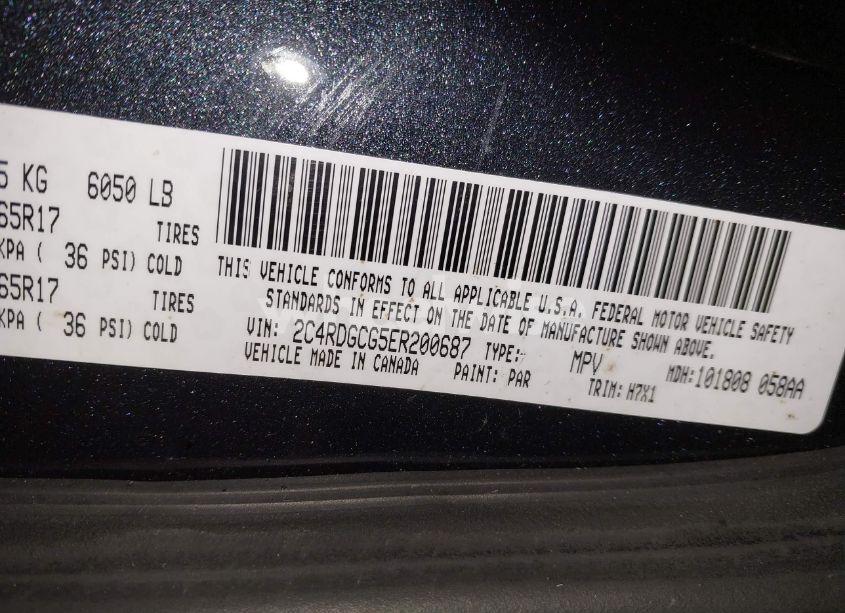 5 KG 6050 LB
65R17 TIRES
KPA ( 36 PSI) COLD
65R17 TIRES
KPA ( 36 PSI) COLD
THIS VEHICLE CONFORMS TO ALL APPLICABLE U.S.A. FEDERAL MOTOR VEHICLE SAFETY
STANDARDS IN EFFECT ON THE DATE OF MANUFACTURE SHOWN ABOVE.
VIN: 2C4RDGCG5ER200687 TYPE: MPV MDH:101808 058AA
VEHICLE MADE IN CANADA PAINT: PAR TRIM: H7X1